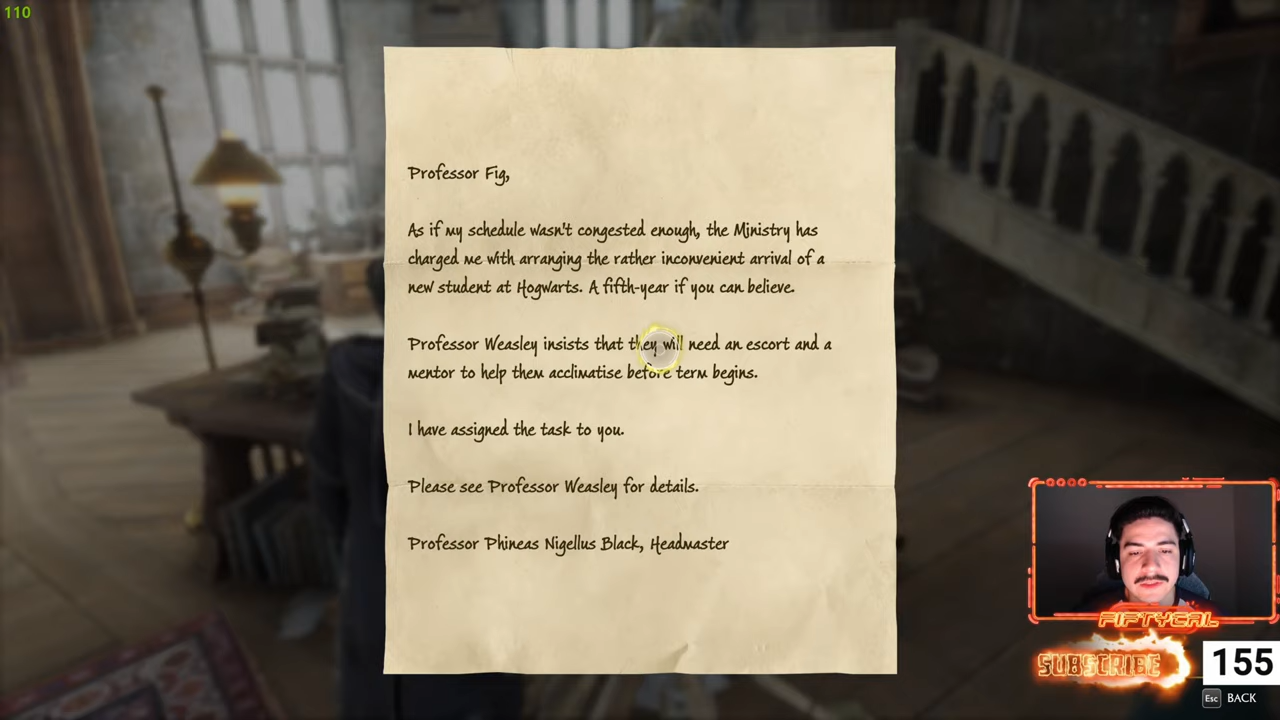 110
Professor Fig,
As if my schedule wasn't congested enough, the Ministry has
charged me with arranging the rather inconvenient arrival of a
new student at Hogwarts. A fifth-year if you can believe.
Professor Weasley insists that they will need an escort and a
mentor to help them acclimatise before term begins.
I have assigned the task to you.
Please see Professor Weasley for details.
Professor Phineas Nigellus Black, Headmaster
FIFTYCAL
SUBSCRIBE
155
Esc BACK